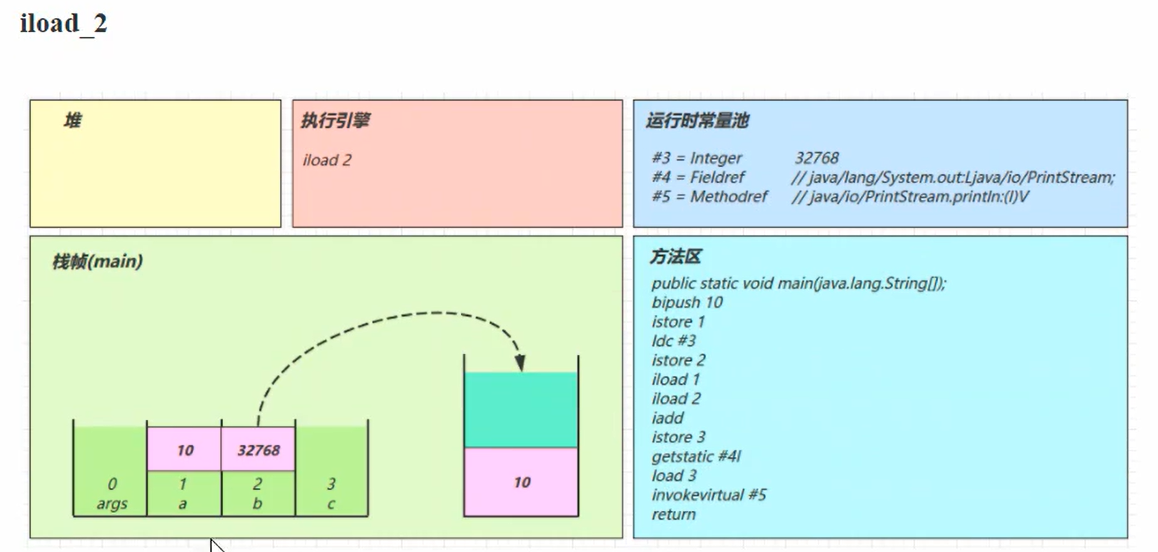 iload_2
堆
执行引擎
iload 2
运行时常量池
#3 = Integer 32768
#4 = Fieldref // java/lang/System.out:Ljava/io/PrintStream;
#5 = Methodref // java/io/PrintStream.println:(I)V
栈帧(main)
10 32768
0 1 2 3
args a b c
10
方法区
public static void main(java.lang.String[]);
bipush 10
istore 1
ldc #3
istore 2
iload 1
iload 2
iadd
istore 3
getstatic #4l
load 3
invokevirtual #5
return